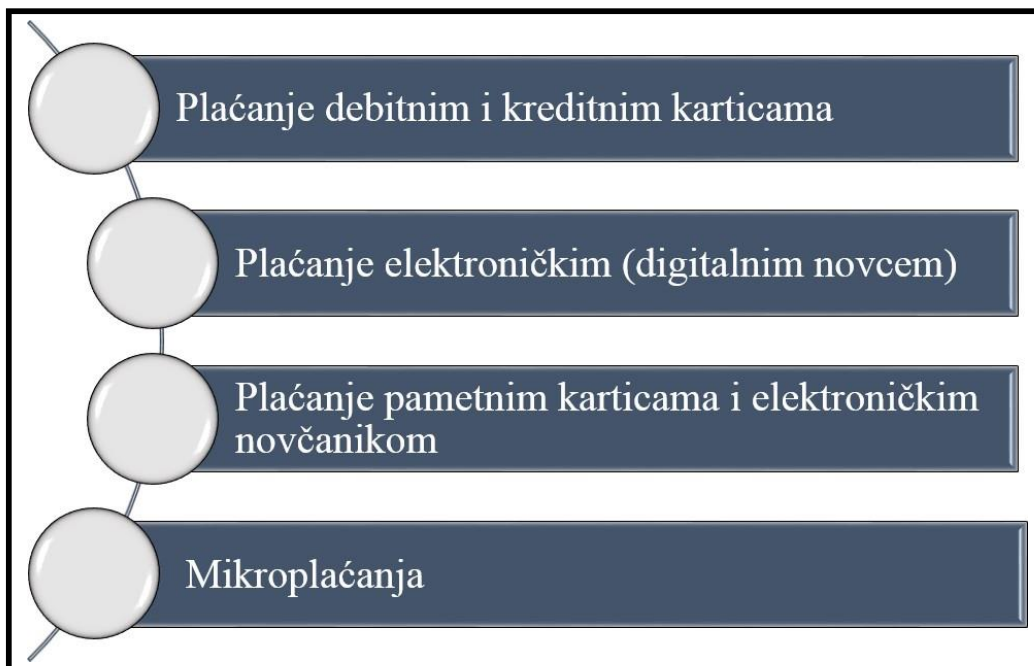 Plaćanje debitnim i kreditnim karticama
Plaćanje elektroničkim (digitalnim novcem)
Plaćanje pametnim karticama i elektroničkim
novčanikom
Mikroplaćanja